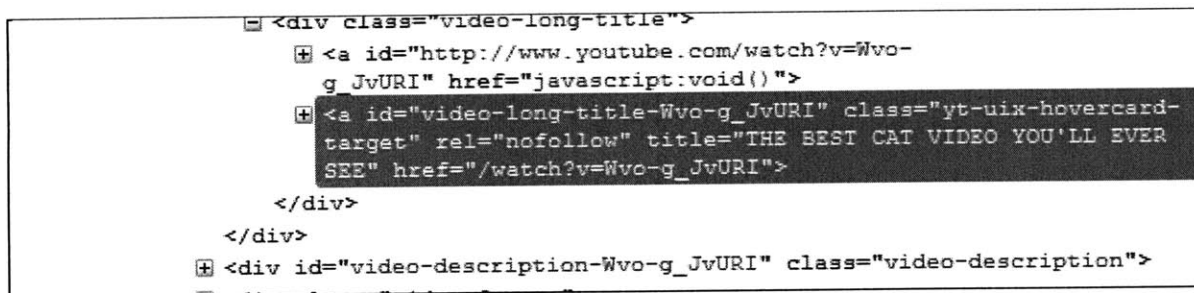 <div class="video-long-title">
<a id="http://www.youtube.com/watch?v=Wvo-
g_JvURI" href="javascript:void()">
<a id="video-long-title-Wvo-g_JvURI" class="yt-uix-hovercard-
target" rel="nofollow" title="THE BEST CAT VIDEO YOU'LL EVER
SEE" href="/watch?v=Wvo-g_JvURI">
</div>
</div>
<div id="video-description-Wvo-g_JvURI" class="video-description">